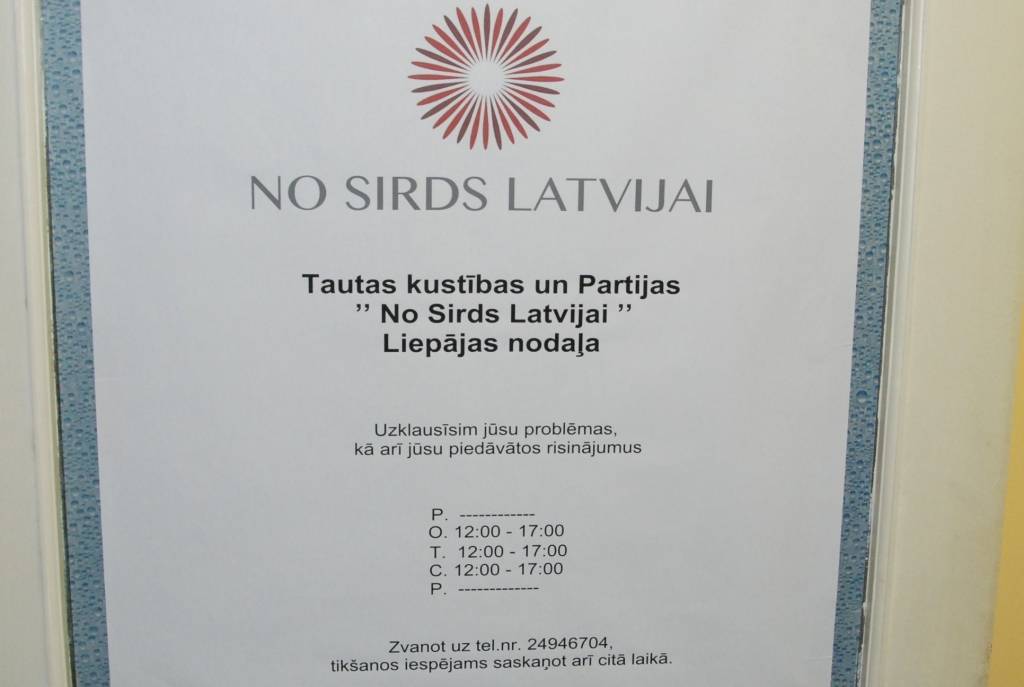 NO SIRDS LATVIJAI
Tautas kustības un Partijas
’’ No Sirds Latvijai ’’
Liepājas nodaļa
Uzklausīsim jūsu problēmas,
kā arī jūsu piedāvātos risinājumus
P. ------------
O. 12:00 - 17:00
T. 12:00 - 17:00
C. 12:00 - 17:00
P. -------------
Zvanot uz tel.nr. 24946704,
tikšanos iespējams saskaņot arī citā laikā.